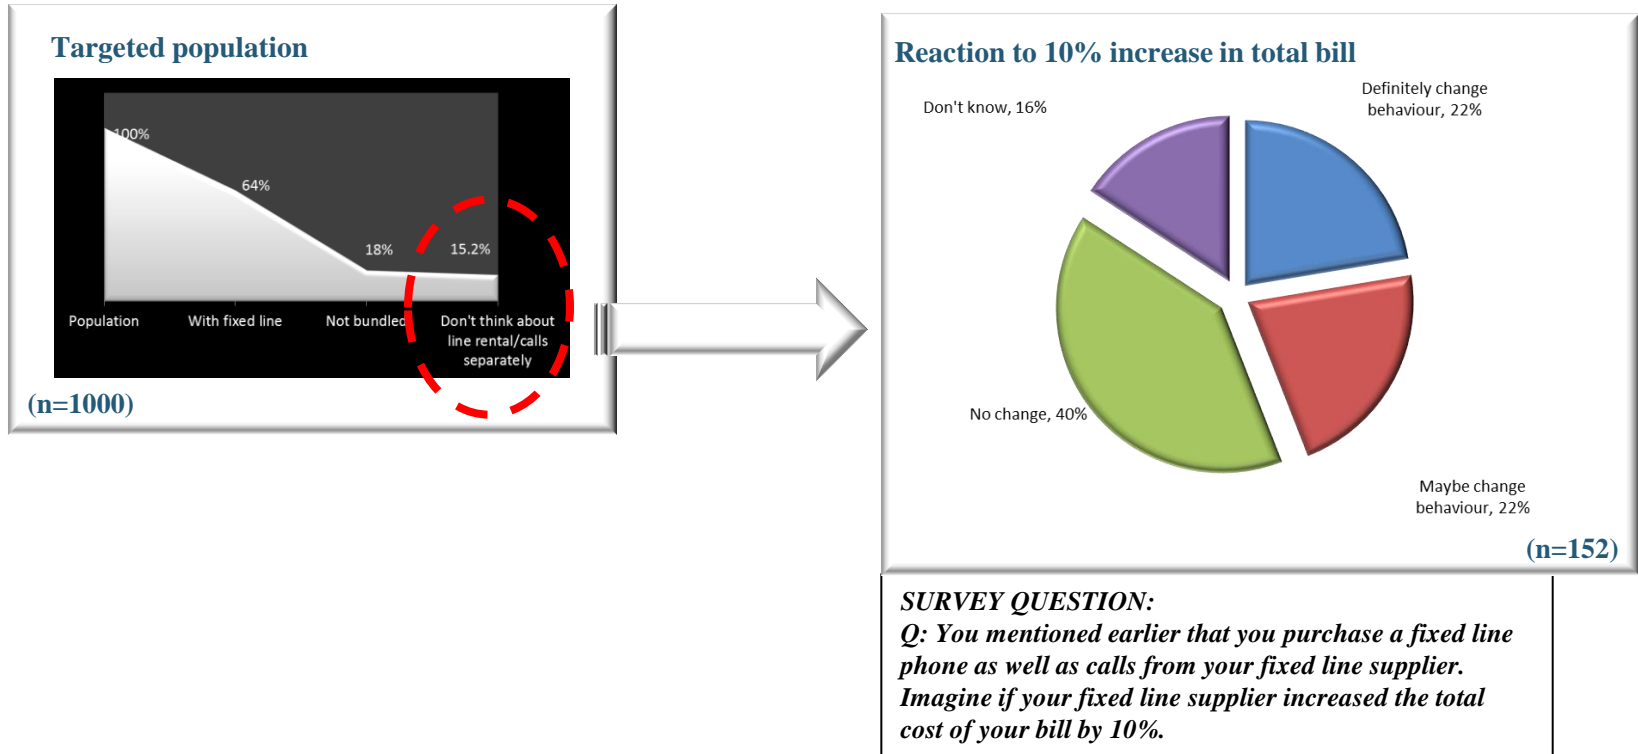 Targeted population
100%
64%
18%
15.2%
Population
With fixed line
Not bundled
Don't think about
line rental/calls
separately
(n=1000)
Reaction to 10% increase in total bill
Don't know, 16%
Definitely change
behaviour, 22%
No change, 40%
Maybe change
behaviour, 22%
(n=152)
SURVEY QUESTION:
Q: You mentioned earlier that you purchase a fixed line
phone as well as calls from your fixed line supplier.
Imagine if your fixed line supplier increased the total
cost of your bill by 10%.